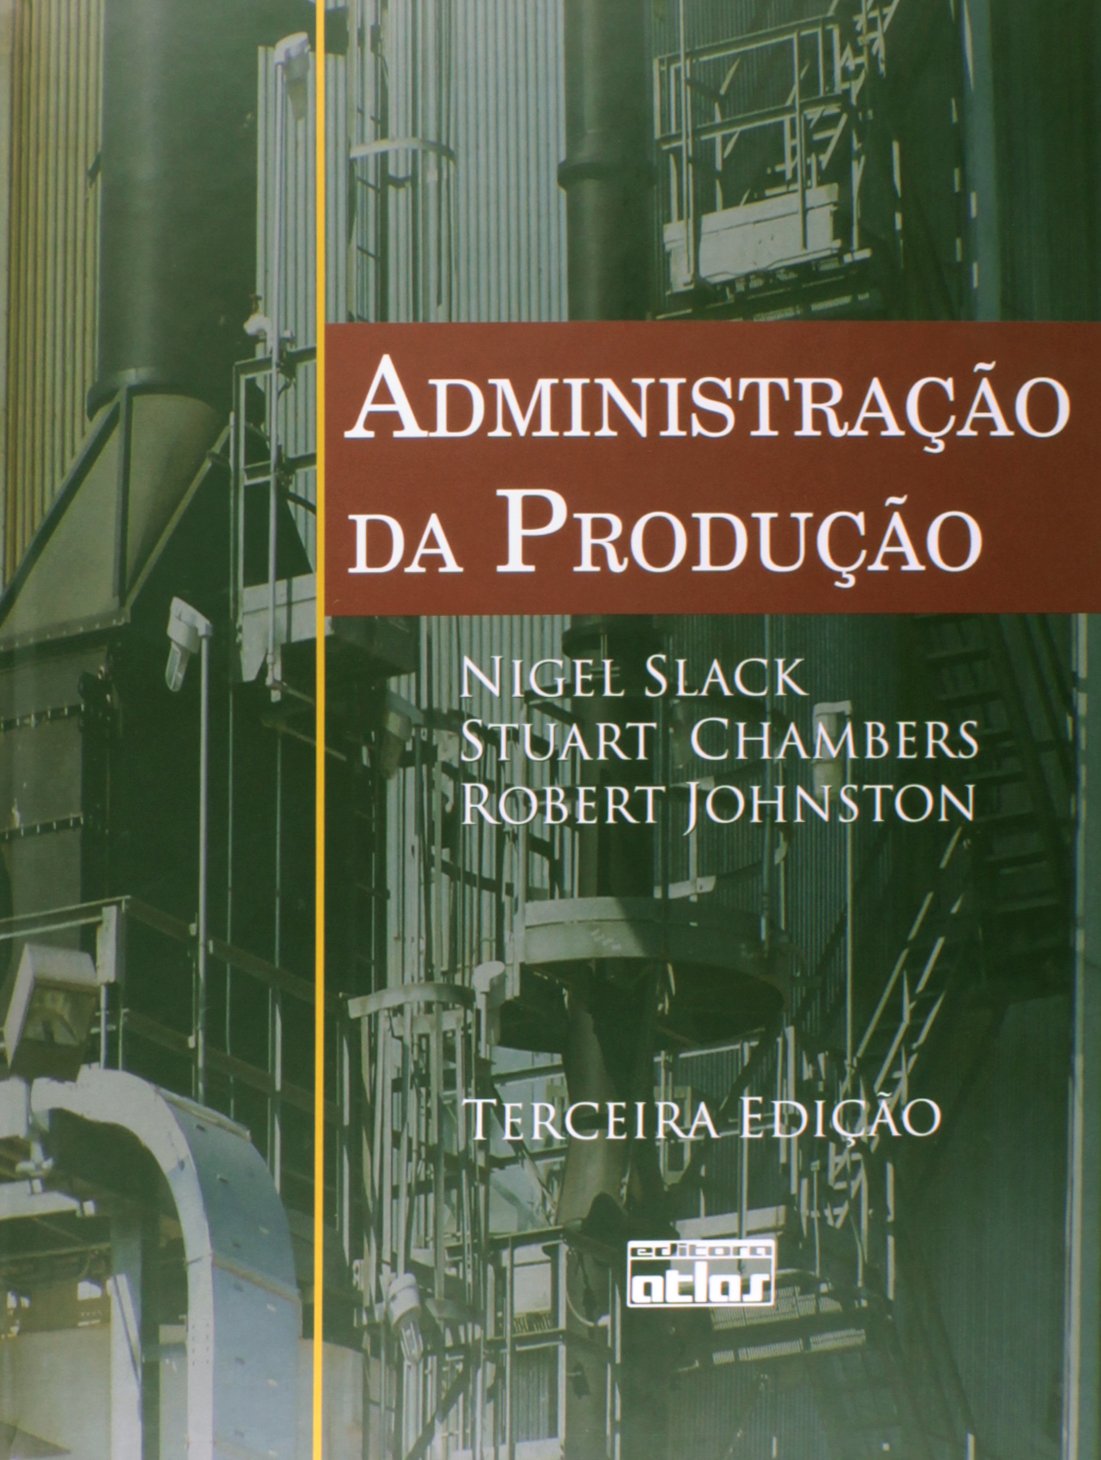 ADMINISTRAÇÃO
DA PRODUÇÃO
NIGEL SLACK
STUART CHAMBERS
ROBERT JOHNSTON
TERCEIRA EDIÇÃO
editora
atlas